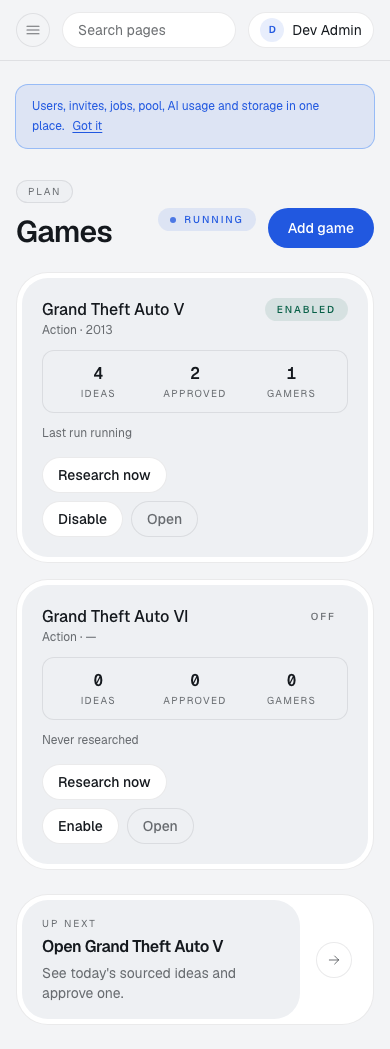 Search pages
D Dev Admin
Users, invites, jobs, pool, AI usage and storage in one
place. Got it
PLAN
Games
RUNNING
Add game
Grand Theft Auto V
ENABLED
Action · 2013
4 2 1
IDEAS APPROVED GAMERS
Last run running
Research now
Disable Open
Grand Theft Auto VI
OFF
Action · —
0 0 0
IDEAS APPROVED GAMERS
Never researched
Research now
Enable Open
UP NEXT
Open Grand Theft Auto V
See today's sourced ideas and
approve one.